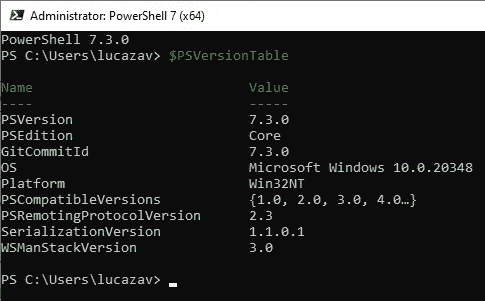 Administrator: PowerShell 7 (x64)
PowerShell 7.3.0
PS C:\Users\lucazav> $PSVersionTable
Name                           Value
----                           -----
PSVersion                      7.3.0
PSEdition                      Core
GitCommitId                    7.3.0
OS                             Microsoft Windows 10.0.20348
Platform                       Win32NT
PSCompatibleVersions           {1.0, 2.0, 3.0, 4.0…}
PSRemotingProtocolVersion      2.3
SerializationVersion           1.1.0.1
WSManStackVersion              3.0
PS C:\Users\lucazav>